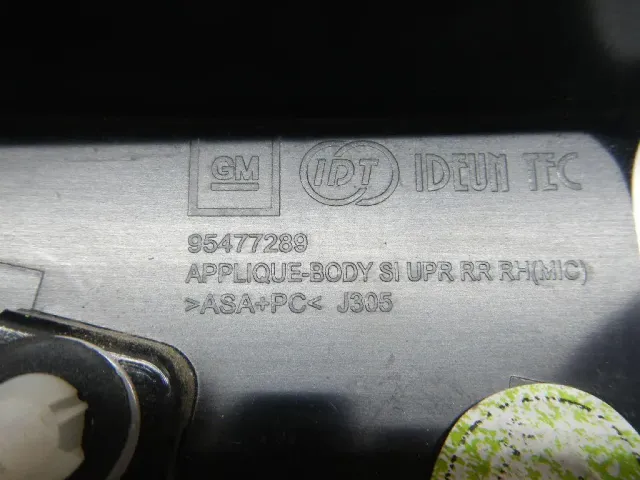 GM IDT IDEUN TEC
95477289
APPLIQUE-BODY SI UPR RR RH(MIC)
>ASA+PC< J305